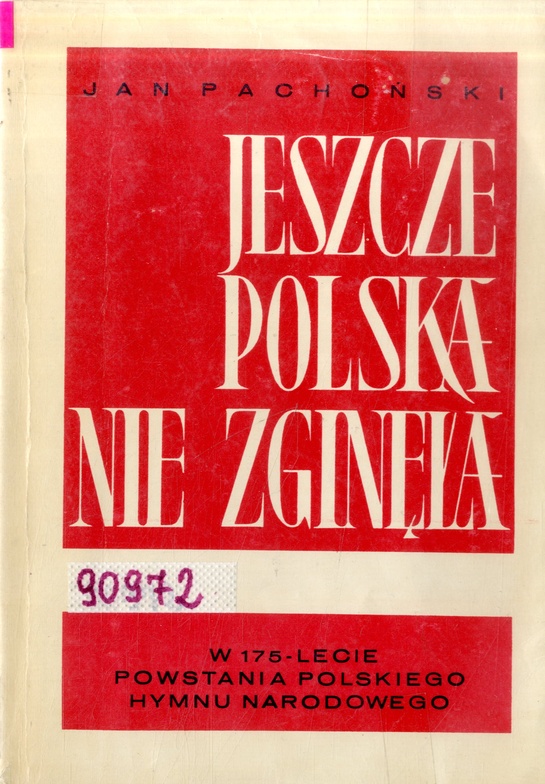 JAN PACHOŃSKI
JESZCZE
POLSKA
NIE ZGINĘŁA
90972
W 175-LECIE
POWSTANIA POLSKIEGO
HYMNU NARODOWEGO